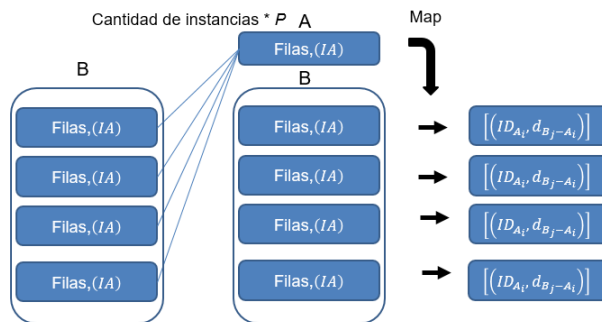 Cantidad de instancias * P
A
Map
Filas,(IA)
B
B
Filas,(IA)
Filas,(IA)
[(ID_{A_i}, d_{B_j-A_i})]
Filas,(IA)
Filas,(IA)
[(ID_{A_i}, d_{B_j-A_i})]
Filas,(IA)
Filas,(IA)
[(ID_{A_i}, d_{B_j-A_i})]
Filas,(IA)
Filas,(IA)
[(ID_{A_i}, d_{B_j-A_i})]